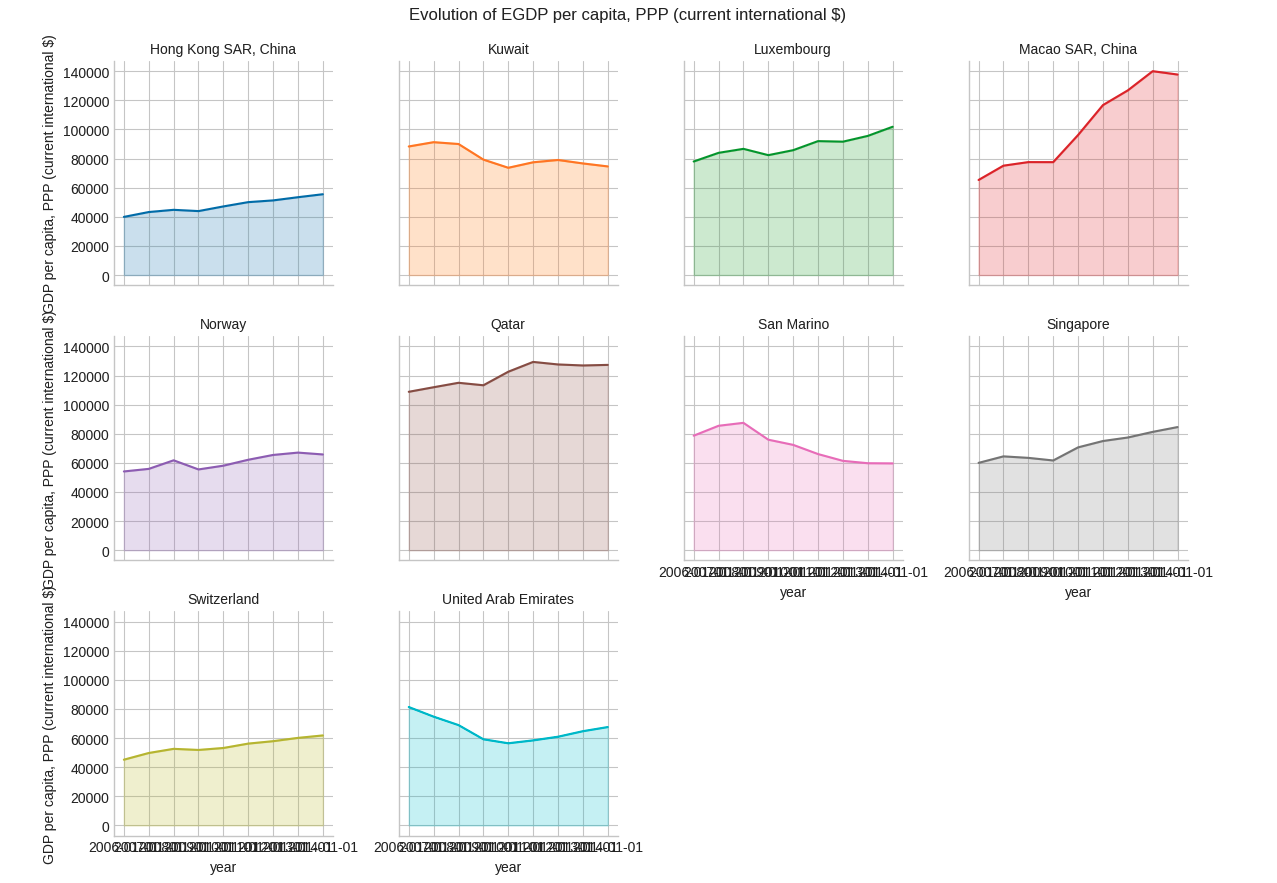 Evolution of EGDP per capita, PPP (current international $)
Hong Kong SAR, China
Kuwait
Luxembourg
Macao SAR, China
GDP per capita, PPP (current international $)
140000
120000
100000
80000
60000
40000
20000
0
Norway
Qatar
San Marino
Singapore
GDP per capita, PPP (current international $)
140000
120000
100000
80000
60000
40000
20000
0
year
year
Switzerland
United Arab Emirates
GDP per capita, PPP (current international $)
140000
120000
100000
80000
60000
40000
20000
0
year
year